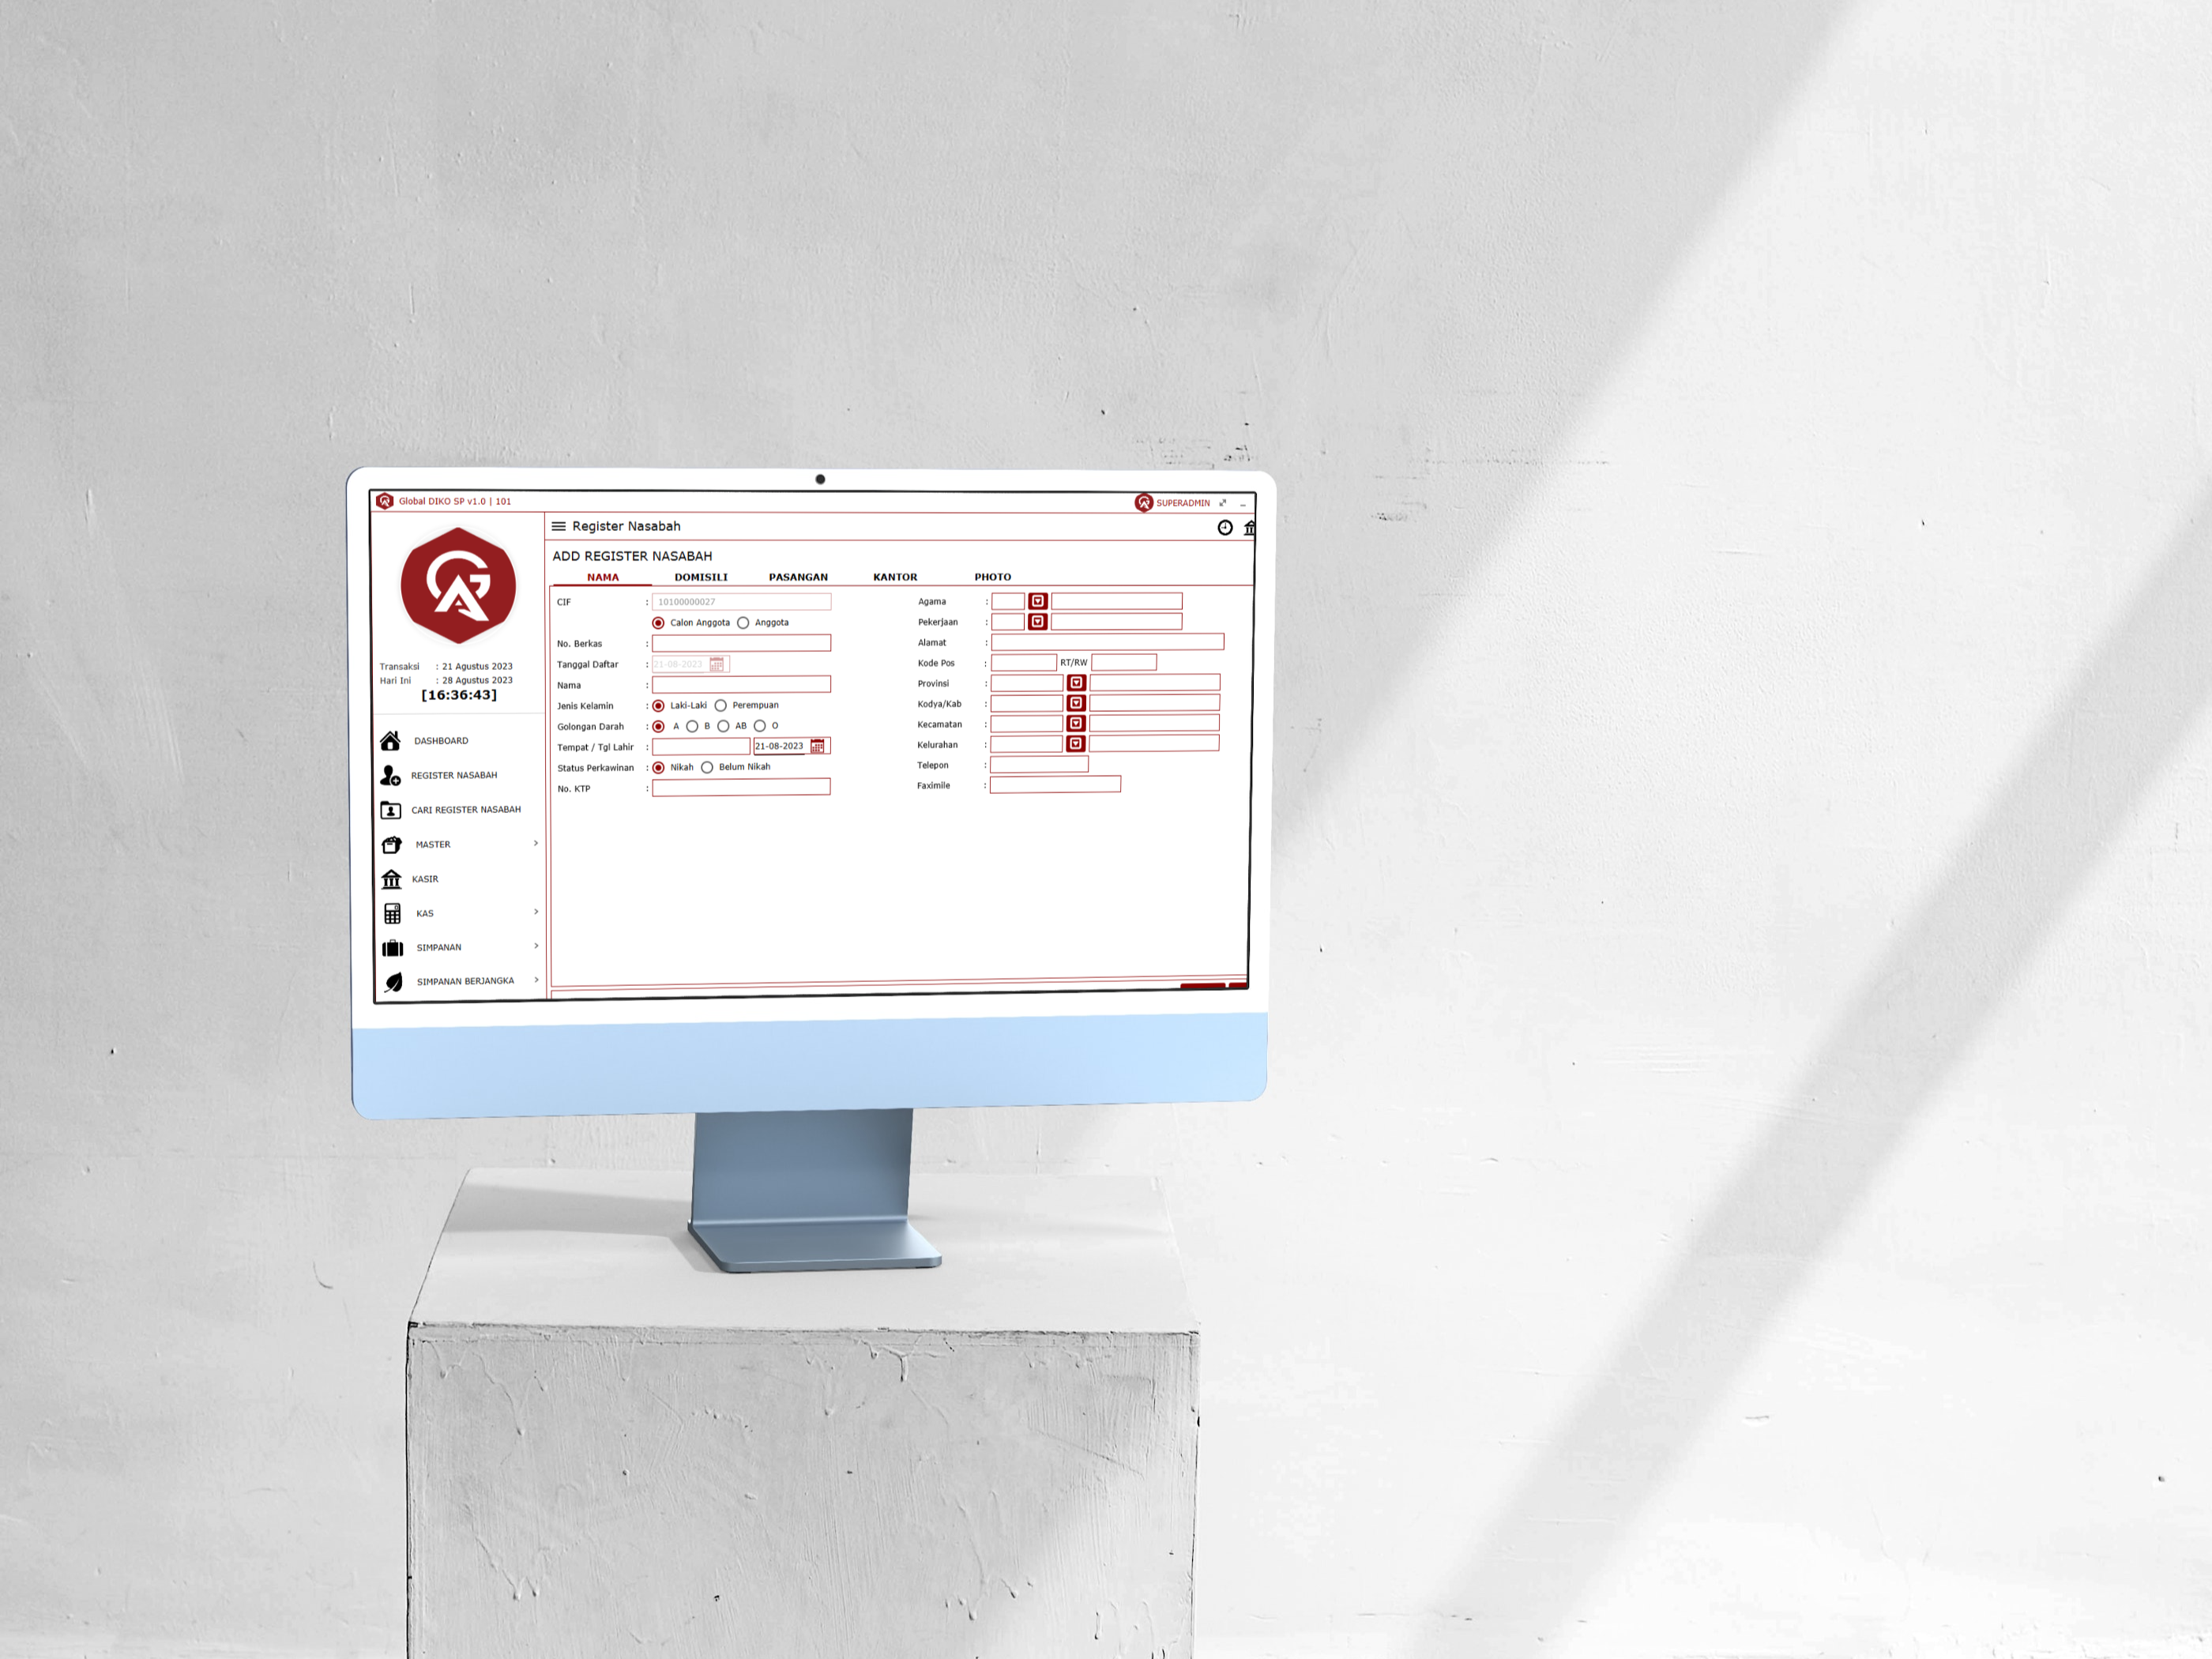 Global DIKO SP v1.0 | 101
SUPERADMIN
Transaksi : 21 Agustus 2023
Hari Ini : 28 Agustus 2023
[16:36:43]
DASHBOARD
REGISTER NASABAH
CARI REGISTER NASABAH
MASTER
KASIR
KAS
SIMPANAN
SIMPANAN BERJANGKA
Register Nasabah
ADD REGISTER NASABAH
NAMA DOMISILI PASANGAN KANTOR PHOTO
CIF : 10100000027
Calon Anggota Anggota
No. Berkas :
Tanggal Daftar : 21-08-2023
Nama :
Jenis Kelamin : Laki-Laki Perempuan
Golongan Darah : A B AB O
Tempat / Tgl Lahir : 21-08-2023
Status Perkawinan : Nikah Belum Nikah
No. KTP :
Agama :
Pekerjaan :
Alamat :
Kode Pos : RT/RW
Provinsi :
Kodya/Kab :
Kecamatan :
Kelurahan :
Telepon :
Faximile :